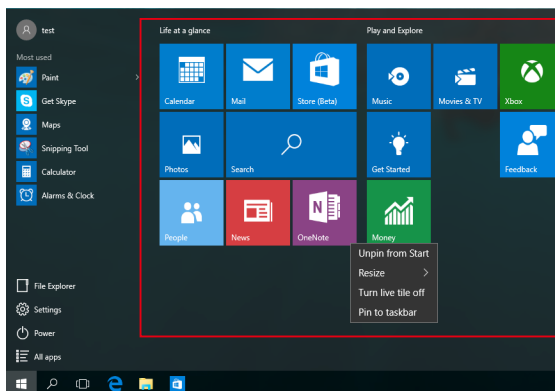 test
Most used
Paint
Get Skype
Maps
Snipping Tool
Calculator
Alarms & Clock
File Explorer
Settings
Power
All apps
Life at a glance
Play and Explore
Calendar
Mail
Store (Beta)
Music
Movies & TV
Xbox
Photos
Search
Get Started
Feedback
People
News
OneNote
Money
Unpin from Start
Resize
Turn live tile off
Pin to taskbar